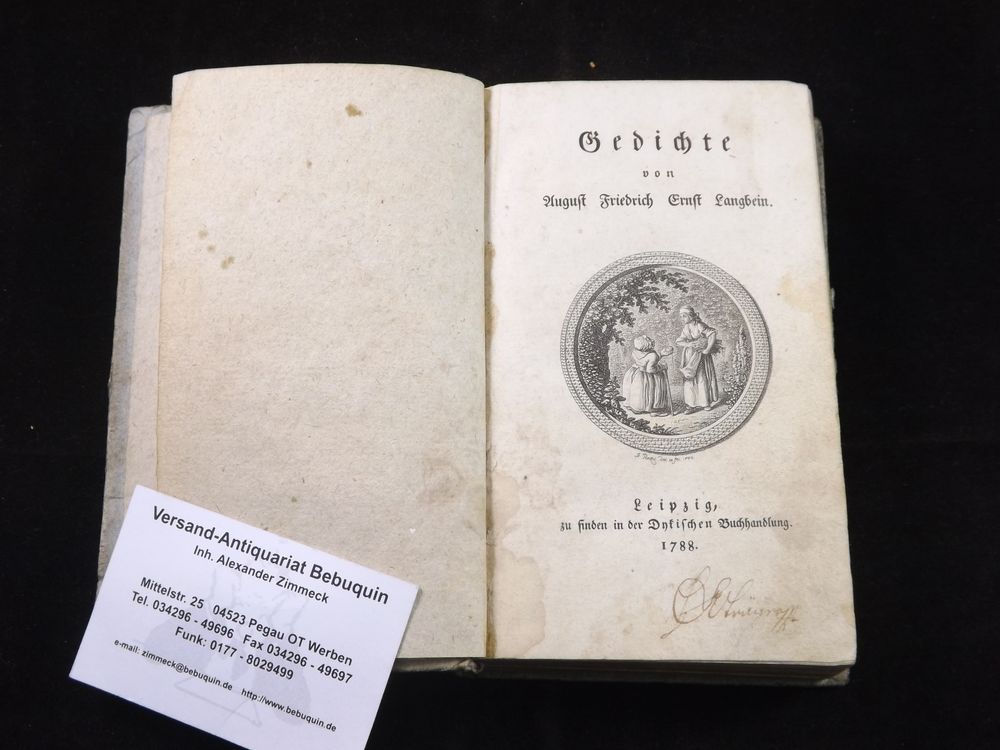 Gedichte
von
August Friedrich Ernst Langbein.
Leipzig,
zu finden in der Dykischen Buchhandlung.
1788.
Versand-Antiquariat Bebuquin
Inh. Alexander Zimmeck
Mittelstr. 25 04523 Pegau OT Werben
Tel. 034296 - 49696 Fax 034296 - 49697
Funk: 0177 - 8029499
e-mail: zimmeck@bebuquin.de http://www.bebuquin.de